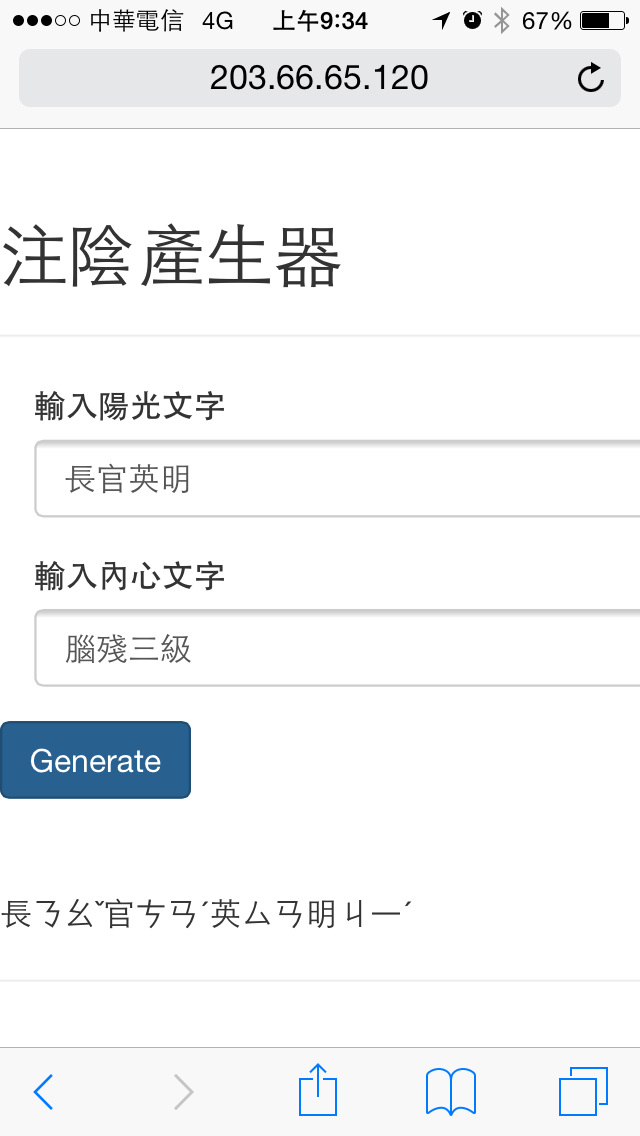 中華電信 4G 上午9:34 67%
203.66.65.120
注陰產生器
輸入陽光文字
長官英明
輸入內心文字
腦殘三級
Generate
長ㄋㄠˇ官ㄘㄢˊ英ㄙㄢ明ㄐㄧˊ